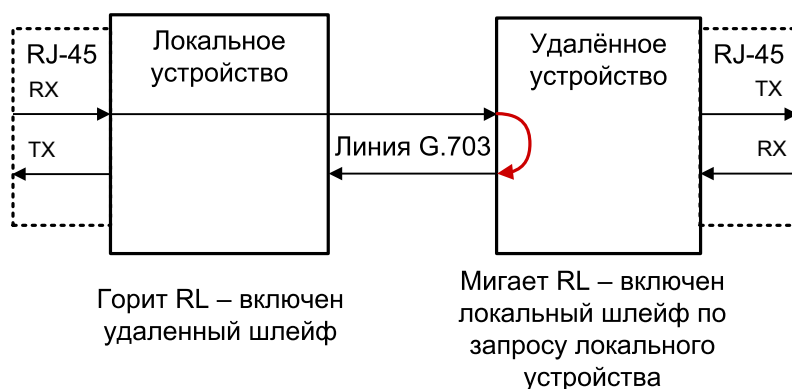 RJ-45
RX
TX
Локальное
устройство
Линия G.703
Удалённое
устройство
RJ-45
TX
RX
Горит RL – включен
удаленный шлейф
Мигает RL – включен
локальный шлейф по
запросу локального
устройства